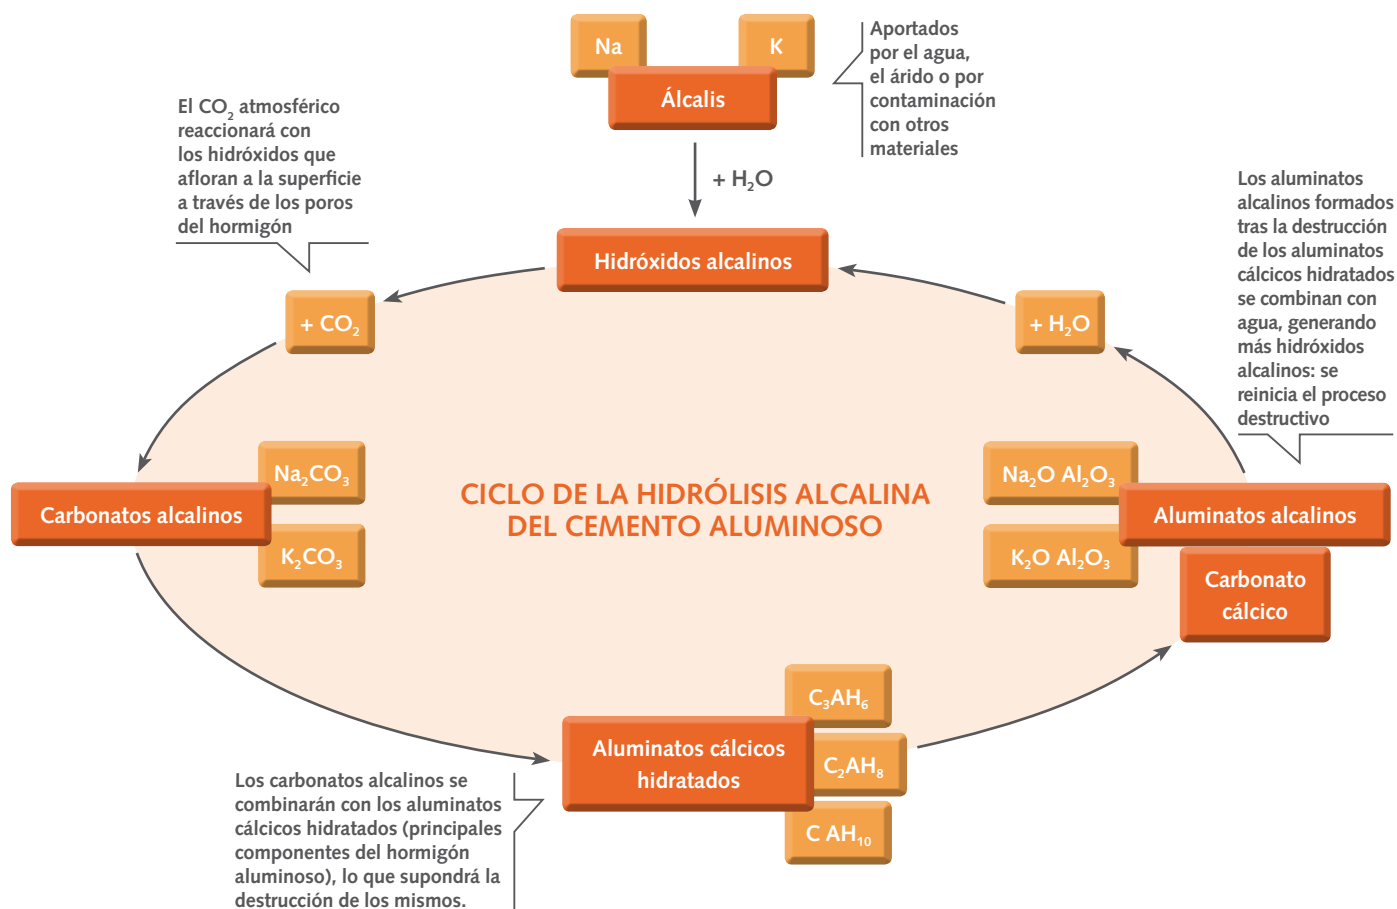 Na
K
Álcalis
Aportados
por el agua,
el árido o por
contaminación
con otros
materiales
+ H₂O
El CO₂ atmosférico
reaccionará con
los hidróxidos que
afloran a la superficie
a través de los poros
del hormigón
Hidróxidos alcalinos
+ CO₂
+ H₂O
Los aluminatos
alcalinos formados
tras la destrucción
de los aluminatos
cálcicos hidratados
se combinan con
agua, generando
más hidróxidos
alcalinos: se
reinicia el proceso
destructivo
Carbonatos alcalinos
Na₂CO₃
K₂CO₃
CICLO DE LA HIDRÓLISIS ALCALINA
DEL CEMENTO ALUMINOSO
Na₂O Al₂O₃
K₂O Al₂O₃
Aluminatos alcalinos
Carbonato
cálcico
Aluminatos cálcicos
hidratados
C₃AH₆
C₂AH₈
C AH₁₀
Los carbonatos alcalinos se
combinarán con los aluminatos
cálcicos hidratados (principales
componentes del hormigón
aluminoso), lo que supondrá la
destrucción de los mismos.